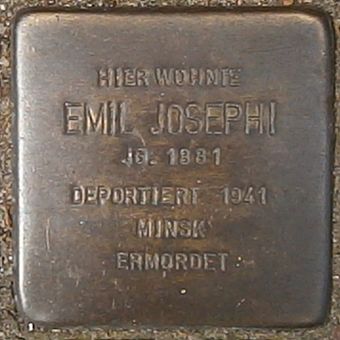 HIER WOHNTE
EMIL JOSEPHI
JG. 1881
DEPORTIERT 1941
MINSK
ERMORDET